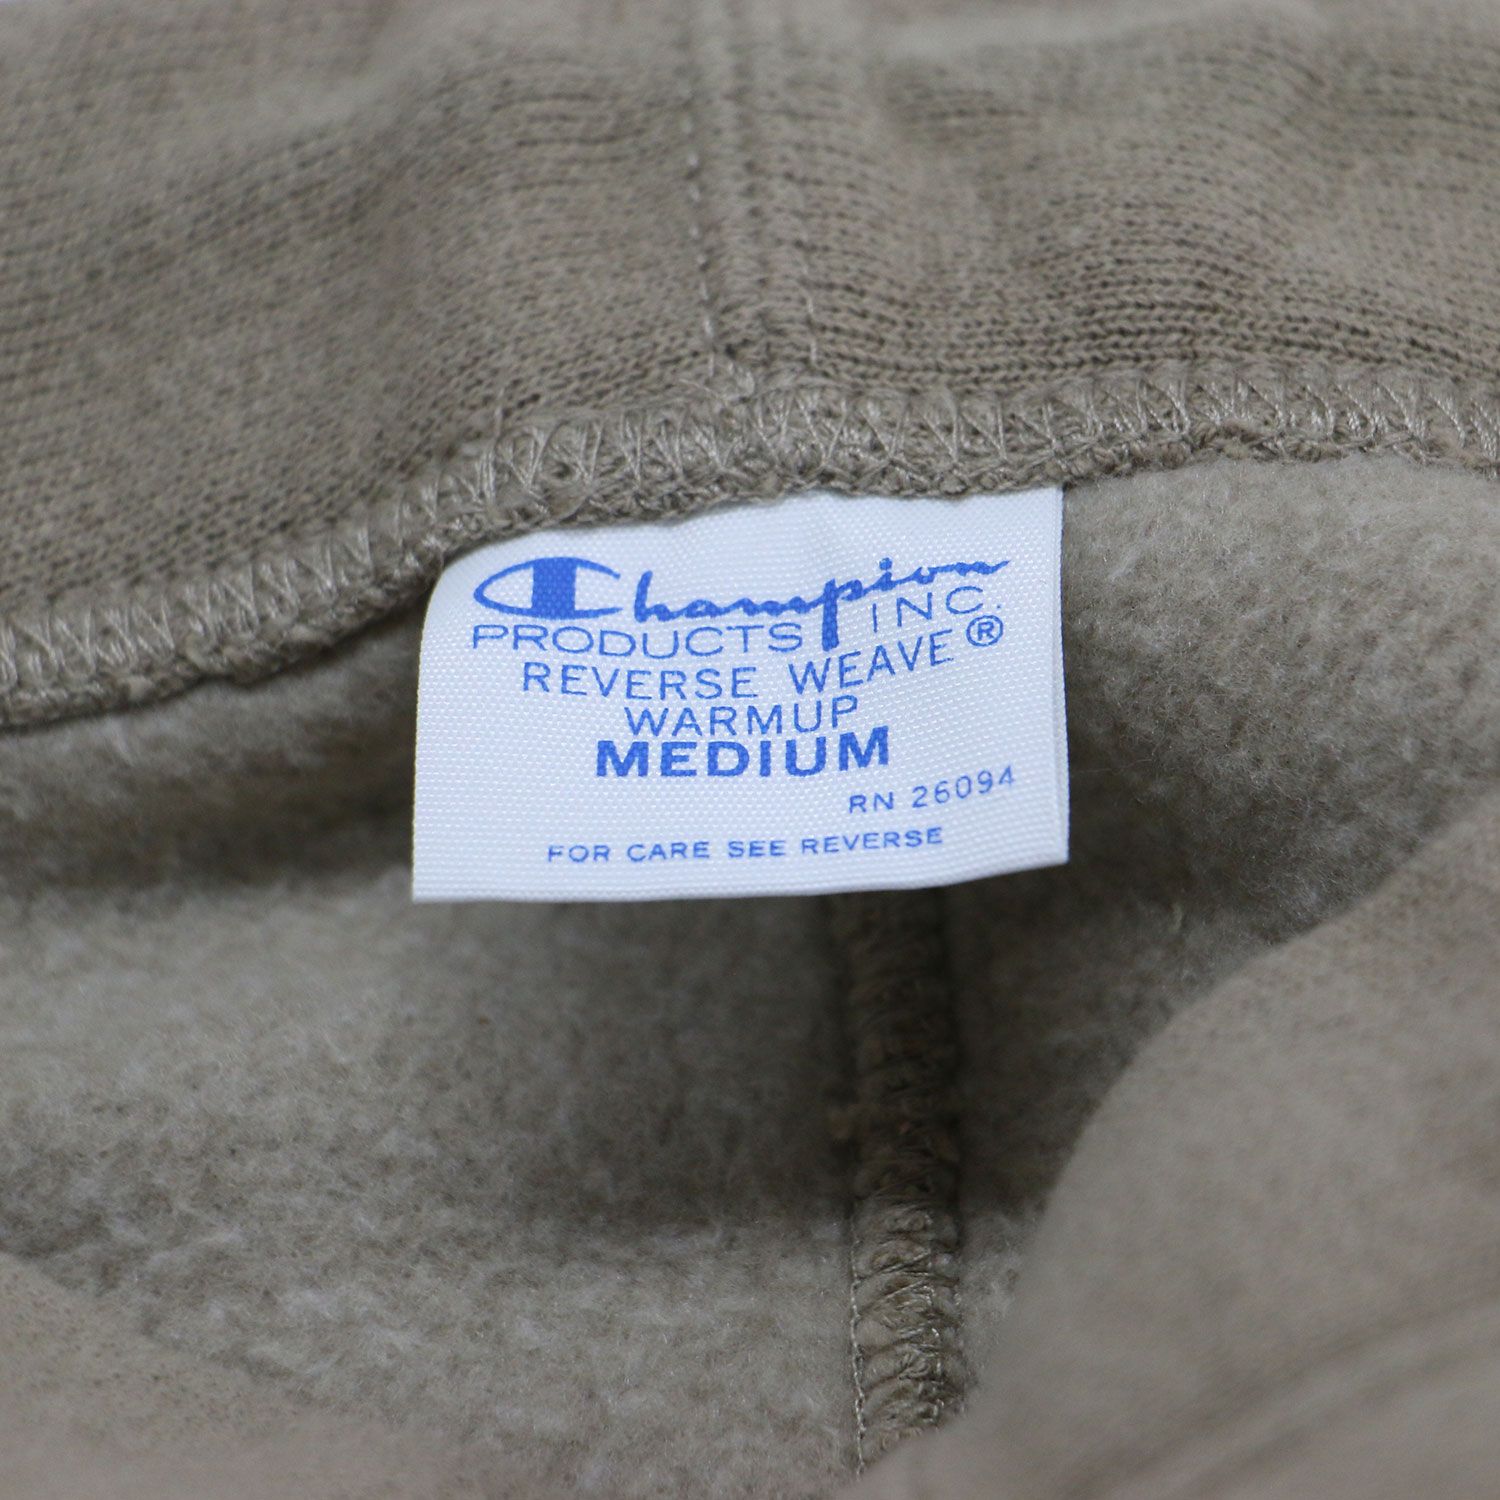 Champion
PRODUCTS INC.
REVERSE WEAVE®
WARMUP
MEDIUM
RN 26094
FOR CARE SEE REVERSE